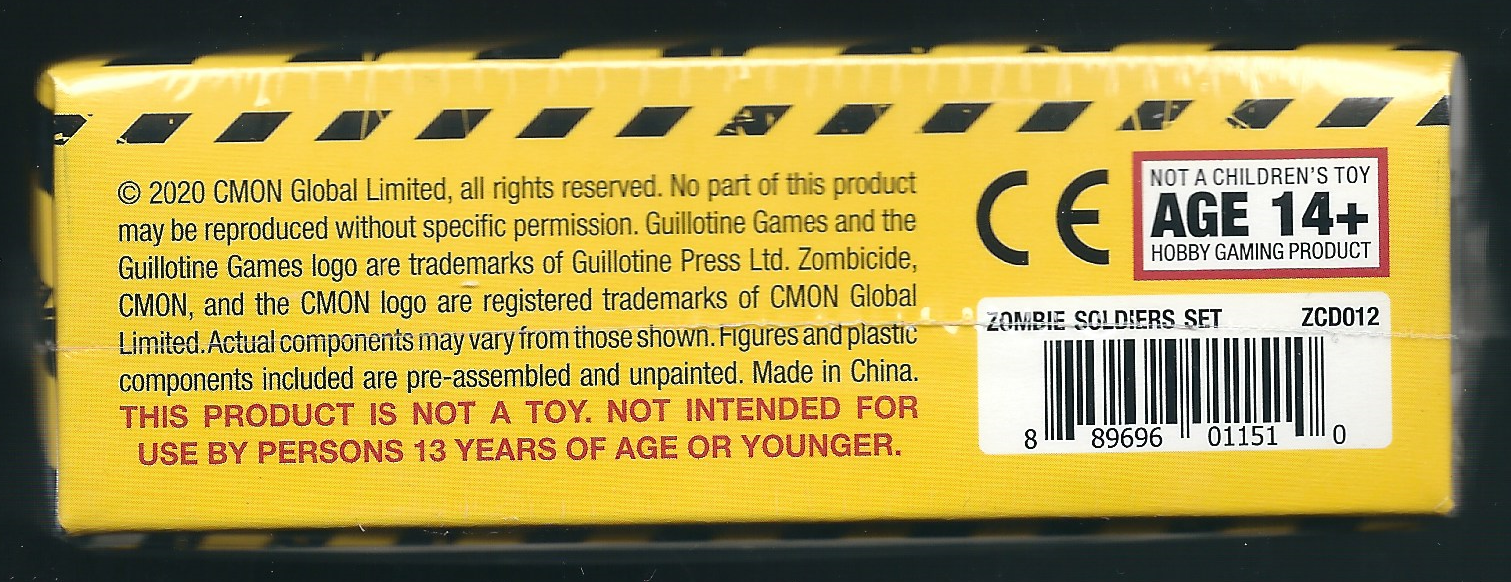 © 2020 CMON Global Limited, all rights reserved. No part of this product
may be reproduced without specific permission. Guillotine Games and the
Guillotine Games logo are trademarks of Guillotine Press Ltd. Zombicide,
CMON, and the CMON logo are registered trademarks of CMON Global
Limited. Actual components may vary from those shown. Figures and plastic
components included are pre-assembled and unpainted. Made in China.
THIS PRODUCT IS NOT A TOY. NOT INTENDED FOR
USE BY PERSONS 13 YEARS OF AGE OR YOUNGER.
CE
NOT A CHILDREN'S TOY
AGE 14+
HOBBY GAMING PRODUCT
ZOMBIE SOLDIERS SET ZCD012
8 89696 01151 0